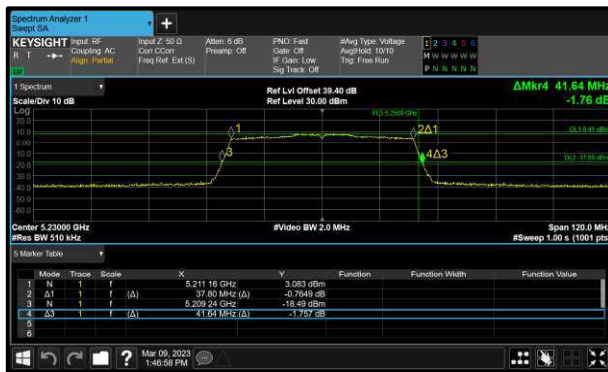 Spectrum Analyzer 1
Swept SA
+
KEYSIGHT Input: RF Input Z: 50 Ω Atten: 6 dB PNO: Fast #Avg Type: Voltage 1 2 3 4 5 6
R T Coupling: AC Corr CCorr Preamp: Off Gate: Off Avg|Hold: 10/10 M W W W W W
Align: Partial Freq Ref: Ext (S) IF Gain: Low Trig: Free Run P N N N N N
Sig Track: Off
1 Spectrum Ref Lvl Offset 39.40 dB ΔMkr4 41.64 MHz
Scale/Div 10 dB Ref Level 30.00 dBm -1.76 dB
Log
20.0
10.0
0.00
-10.0
-20.0
-30.0
-40.0
-50.0
-60.0
1
2Δ1
3
4Δ3
Center 5.23000 GHz #Video BW 2.0 MHz Span 120.0 MHz
#Res BW 510 kHz #Sweep 1.00 s (1001 pts)
5 Marker Table
Mode Trace Scale X Y Function Function Width Function Value
1 N 1 f 5.211 16 GHz 3.083 dBm
2 Δ1 1 f (Δ) 37.80 MHz (Δ) -0.7649 dB
3 N 1 f 5.209 24 GHz -18.49 dBm
4 Δ3 1 f (Δ) 41.64 MHz (Δ) -1.757 dB
5
6
? Mar 09, 2023
1:46:58 PM